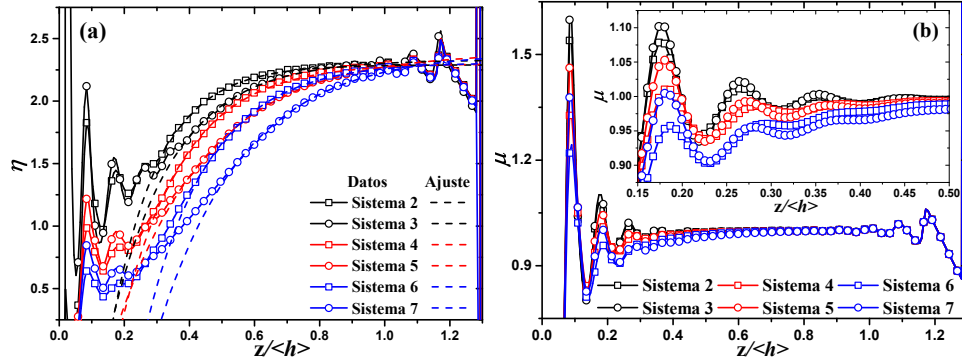 (a)
η
2.5
2.0
1.5
1.0
0.5
0.0 0.2 0.4 0.6 0.8 1.0 1.2
z/<h>
Datos Ajuste
Sistema 2
Sistema 3
Sistema 4
Sistema 5
Sistema 6
Sistema 7
(b)
μ
1.5
1.2
0.9
0.0 0.2 0.4 0.6 0.8 1.0 1.2
z/<h>
Sistema 2 Sistema 4 Sistema 6
Sistema 3 Sistema 5 Sistema 7
μ
1.10
1.05
1.00
0.95
0.90
0.15 0.20 0.25 0.30 0.35 0.40 0.45 0.50
z/<h>